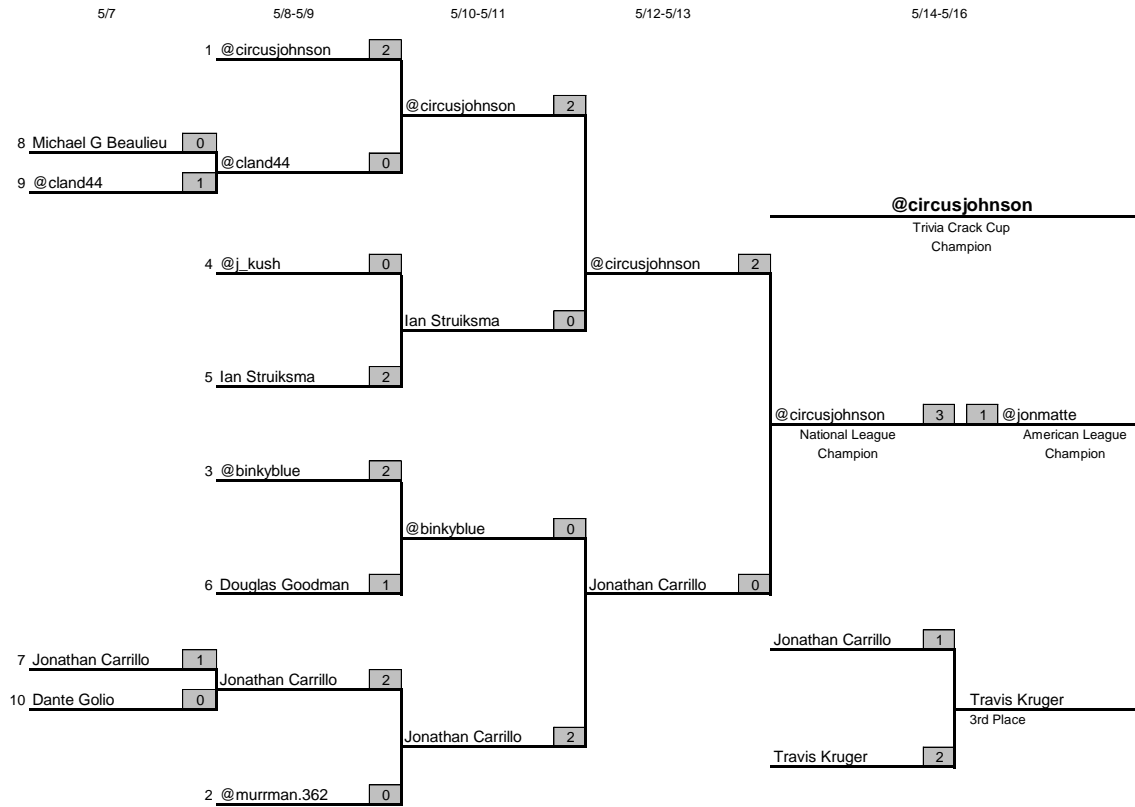 5/7 5/8-5/9 5/10-5/11 5/12-5/13 5/14-5/16
1 @circusjohnson 2
@circusjohnson 2
8 Michael G Beaulieu 0
@cland44 0
9 @cland44 1
@circusjohnson
Trivia Crack Cup
Champion
4 @j_kush 0
@circusjohnson 2
Ian Struiksma 0
5 Ian Struiksma 2
@circusjohnson 3 1 @jonmatte
National League American League
Champion Champion
3 @binkyblue 2
@binkyblue 0
6 Douglas Goodman 1
Jonathan Carrillo 0
Jonathan Carrillo 1
7 Jonathan Carrillo 1
Jonathan Carrillo 2
10 Dante Golio 0
Travis Kruger
3rd Place
Jonathan Carrillo 2
Travis Kruger 2
2 @murrman.362 0